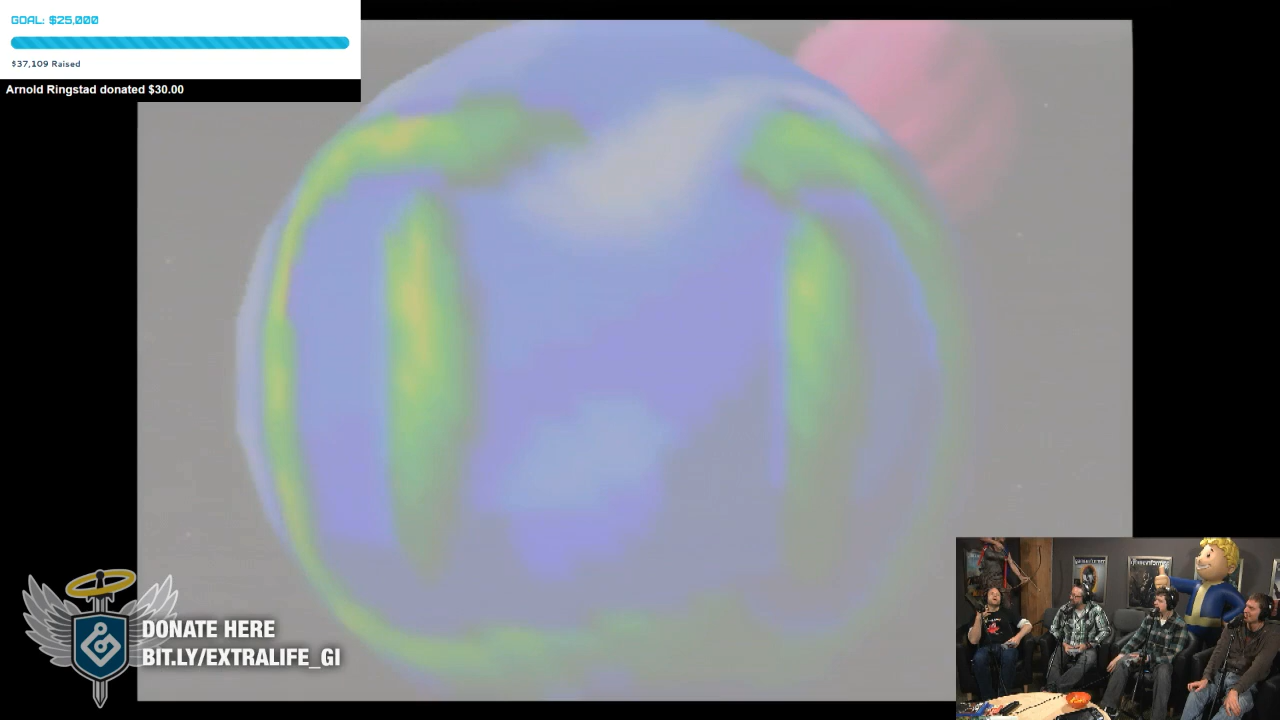 GOAL: $25,000
$37,109 Raised
Arnold Ringstad donated $30.00
DONATE HERE
BIT.LY/EXTRALIFE_GI